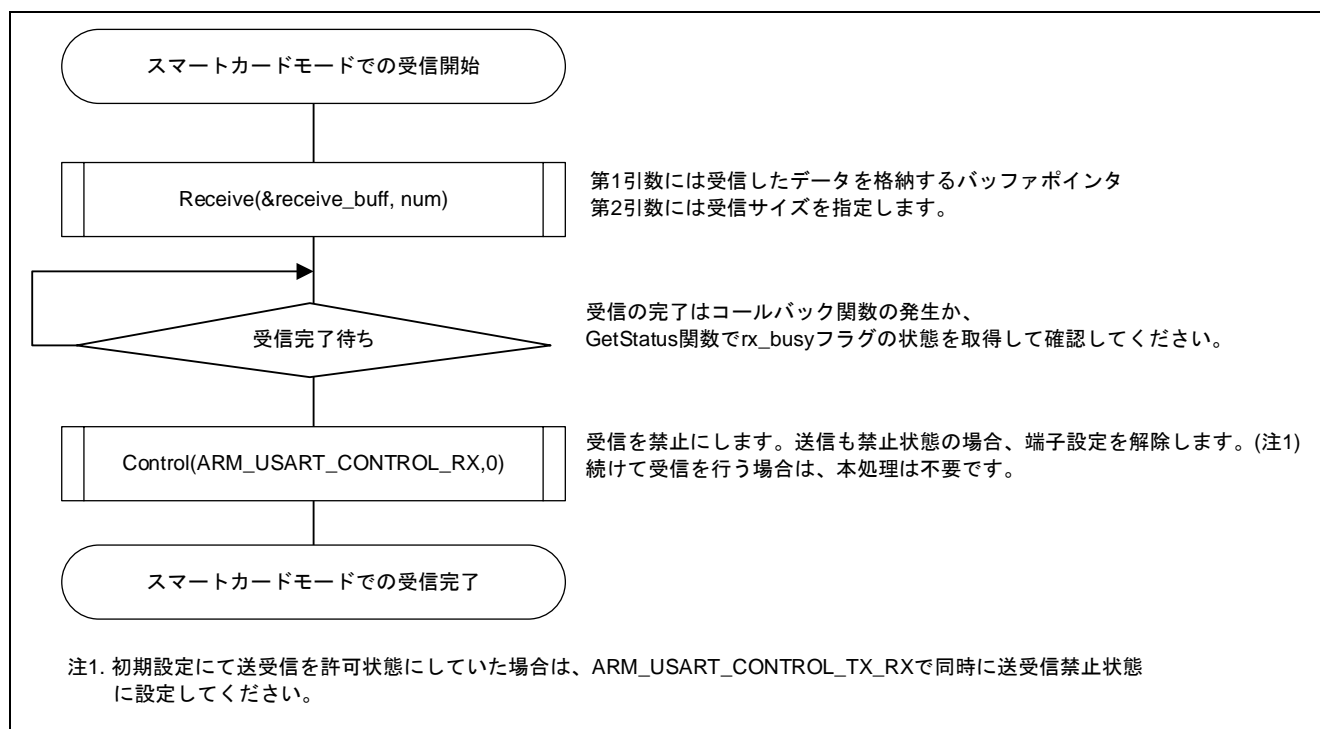 スマートカードモードでの受信開始
Receive(&receive_buff, num)
第1引数には受信したデータを格納するバッファポインタ
第2引数には受信サイズを指定します。
受信完了待ち
受信の完了はコールバック関数の発生か、
GetStatus関数でrx_busyフラグの状態を取得して確認してください。
Control(ARM_USART_CONTROL_RX,0)
受信を禁止にします。送信も禁止状態の場合、端子設定を解除します。(注1)
続けて受信を行う場合は、本処理は不要です。
スマートカードモードでの受信完了
注1. 初期設定にて送受信を許可状態にしていた場合は、ARM_USART_CONTROL_TX_RXで同時に送受信禁止状態
に設定してください。